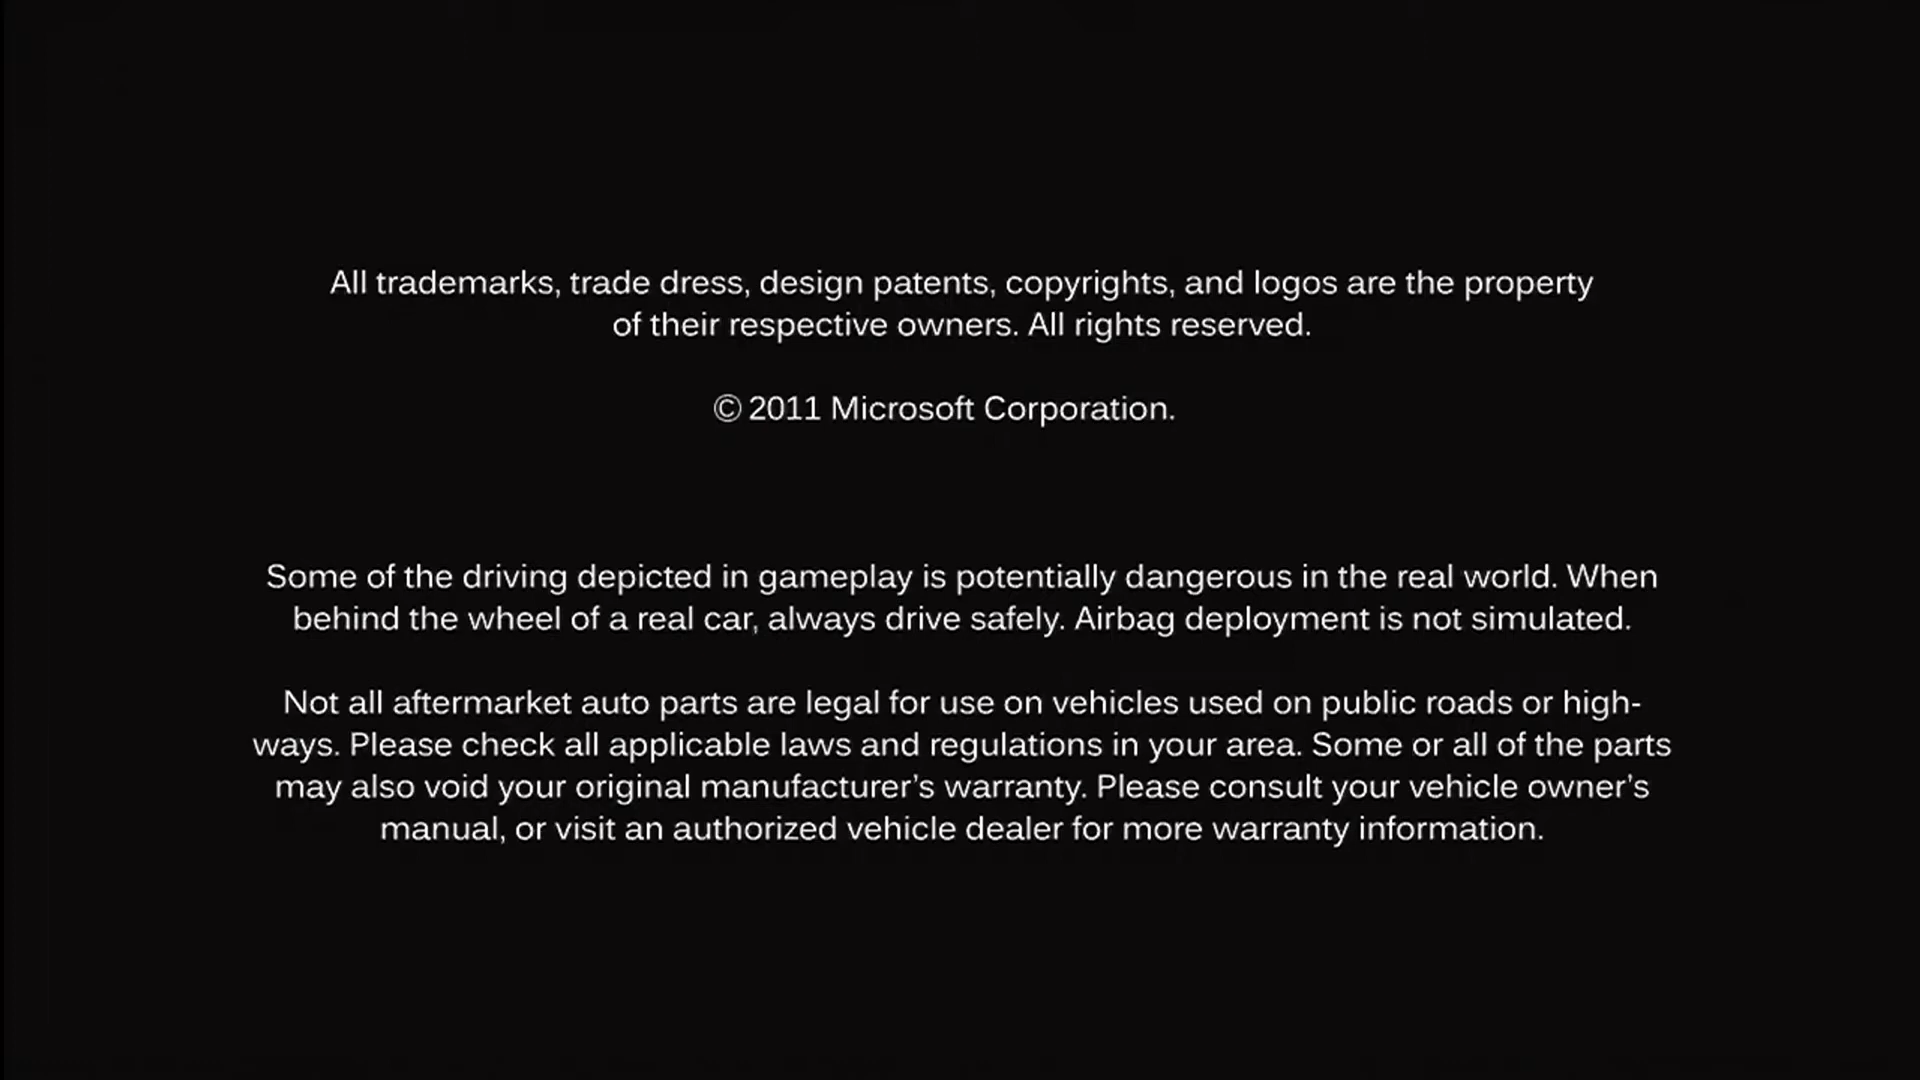 All trademarks, trade dress, design patents, copyrights, and logos are the property
of their respective owners. All rights reserved.
© 2011 Microsoft Corporation.
Some of the driving depicted in gameplay is potentially dangerous in the real world. When
behind the wheel of a real car, always drive safely. Airbag deployment is not simulated.
Not all aftermarket auto parts are legal for use on vehicles used on public roads or high-
ways. Please check all applicable laws and regulations in your area. Some or all of the parts
may also void your original manufacturer’s warranty. Please consult your vehicle owner’s
manual, or visit an authorized vehicle dealer for more warranty information.